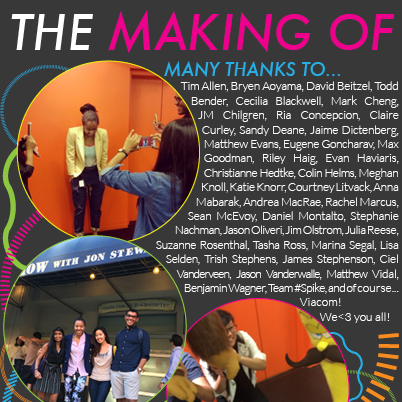 THE MAKING OF
MANY THANKS TO...
Tim Allen, Bryen Aoyama, David Beitzel, Todd
Bender, Cecilia Blackwell, Mark Cheng,
JM Chilgren, Ria Concepcion, Claire
Curley, Sandy Deane, Jaime Dictenberg,
Matthew Evans, Eugene Goncharav, Max
Goodman, Riley Haig, Evan Haviaris,
Christianne Hedtke, Colin Helms, Meghan
Knoll, Katie Knorr, Courtney Litvack, Anna
Mabarak, Andrea MacRae, Rachel Marcus,
Sean McEvoy, Daniel Montalto, Stephanie
Nachman, Jason Oliveri, Jim Olstrom, Julia Reese,
Suzanne Rosenthal, Tasha Ross, Marina Segal, Lisa
Selden, Trish Stephens, James Stephenson, Ciel
Vanderveen, Jason Vanderwalle, Matthew Vidal,
Benjamin Wagner, Team #Spike, and of course...
Viacom!
We<3 you all!
OW WITH JON STEW